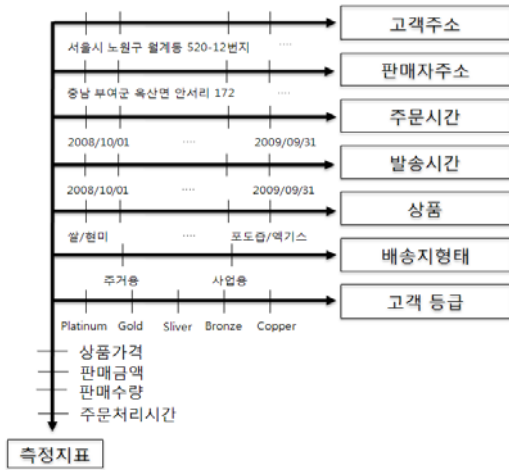 고객주소
서울시 노원구 월계동 520-12번지 ....
판매자주소
충남 부여군 옥산면 안서리 172 ....
주문시간
2008/10/01 .... 2009/09/31
발송시간
2008/10/01 .... 2009/09/31
상품
쌀/현미 .... 포도즙/액기스
배송지형태
주거용 사업용
고객 등급
Platinum Gold Sliver Bronze Copper
상품가격
판매금액
판매수량
주문처리시간
측정지표